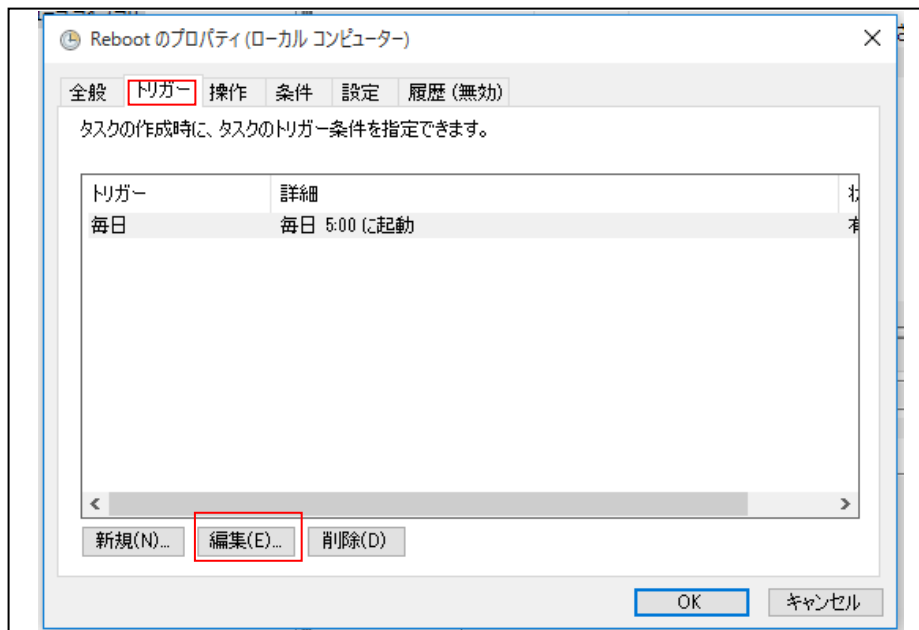 Reboot のプロパティ (ローカル コンピューター)
全般 トリガー 操作 条件 設定 履歴 (無効)
タスクの作成時に、タスクのトリガー条件を指定できます。
トリガー 詳細
毎日 毎日 5:00 に起動
新規(N)... 編集(E)... 削除(D)
OK キャンセル